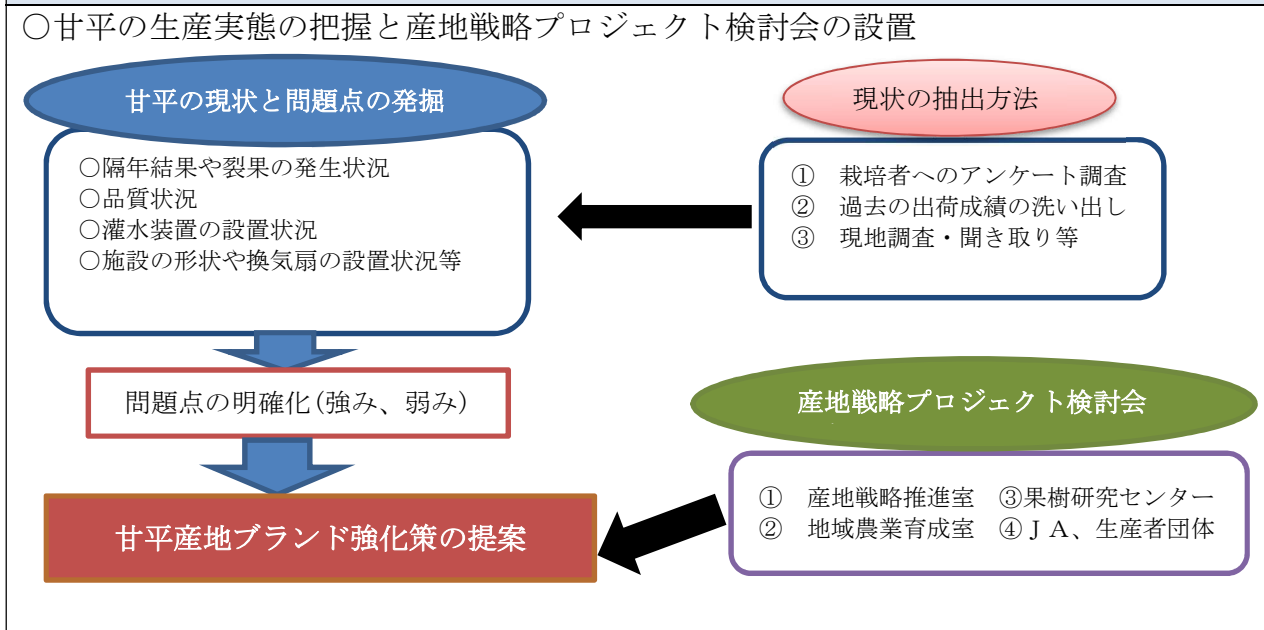 ○甘平の生産実態の把握と産地戦略プロジェクト検討会の設置
甘平の現状と問題点の発掘
○隔年結果や裂果の発生状況
○品質状況
○灌水装置の設置状況
○施設の形状や換気扇の設置状況等
現状の抽出方法
① 栽培者へのアンケート調査
② 過去の出荷成績の洗い出し
③ 現地調査・聞き取り等
問題点の明確化(強み、弱み)
産地戦略プロジェクト検討会
① 産地戦略推進室 ③果樹研究センター
② 地域農業育成室 ④ＪＡ、生産者団体
甘平産地ブランド強化策の提案